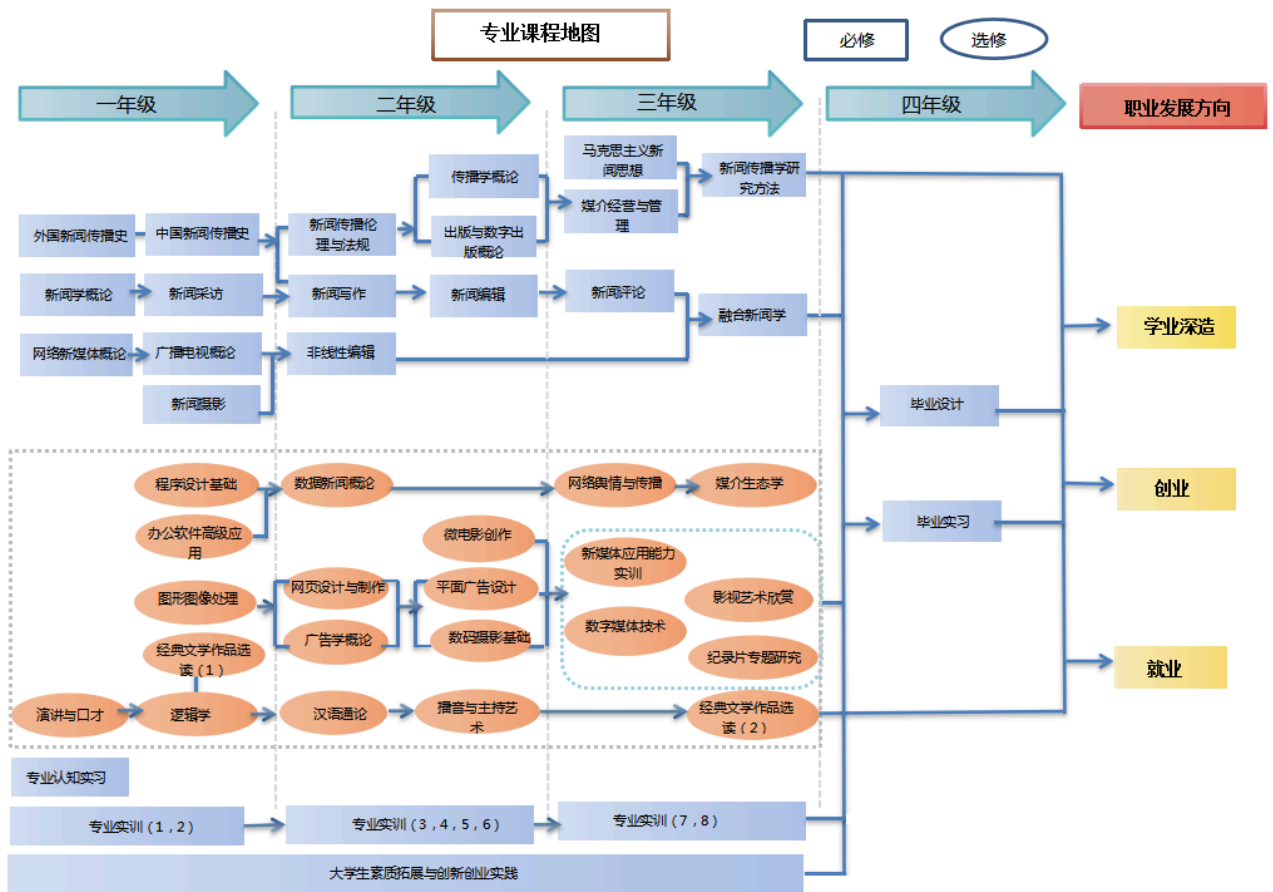 专业课程地图
必修
选修
一年级
二年级
三年级
四年级
职业发展方向
马克思主义新
闻思想
传播学概论
新闻传播学研
究方法
媒介经营与管
理
外国新闻传播史
中国新闻传播史
新闻传播伦
理与法规
出版与数字出
版概论
新闻学概论
新闻采访
新闻写作
新闻编辑
新闻评论
融合新闻学
学业深造
网络新媒体概论
广播电视概论
非线性编辑
新闻摄影
毕业设计
程序设计基础
数据新闻概论
网络舆情与传播
媒介生态学
创业
办公软件高级应
用
微电影创作
毕业实习
新媒体应用能力
实训
图形图像处理
网页设计与制作
平面广告设计
影视艺术欣赏
广告学概论
数码摄影基础
数字媒体技术
经典文学作品选
读(1)
纪录片专题研究
就业
演讲与口才
逻辑学
汉语通论
播音与主持艺
术
经典文学作品选
读(2)
专业认知实习
专业实训(1,2)
专业实训(3,4,5,6)
专业实训(7,8)
大学生素质拓展与创新创业实践